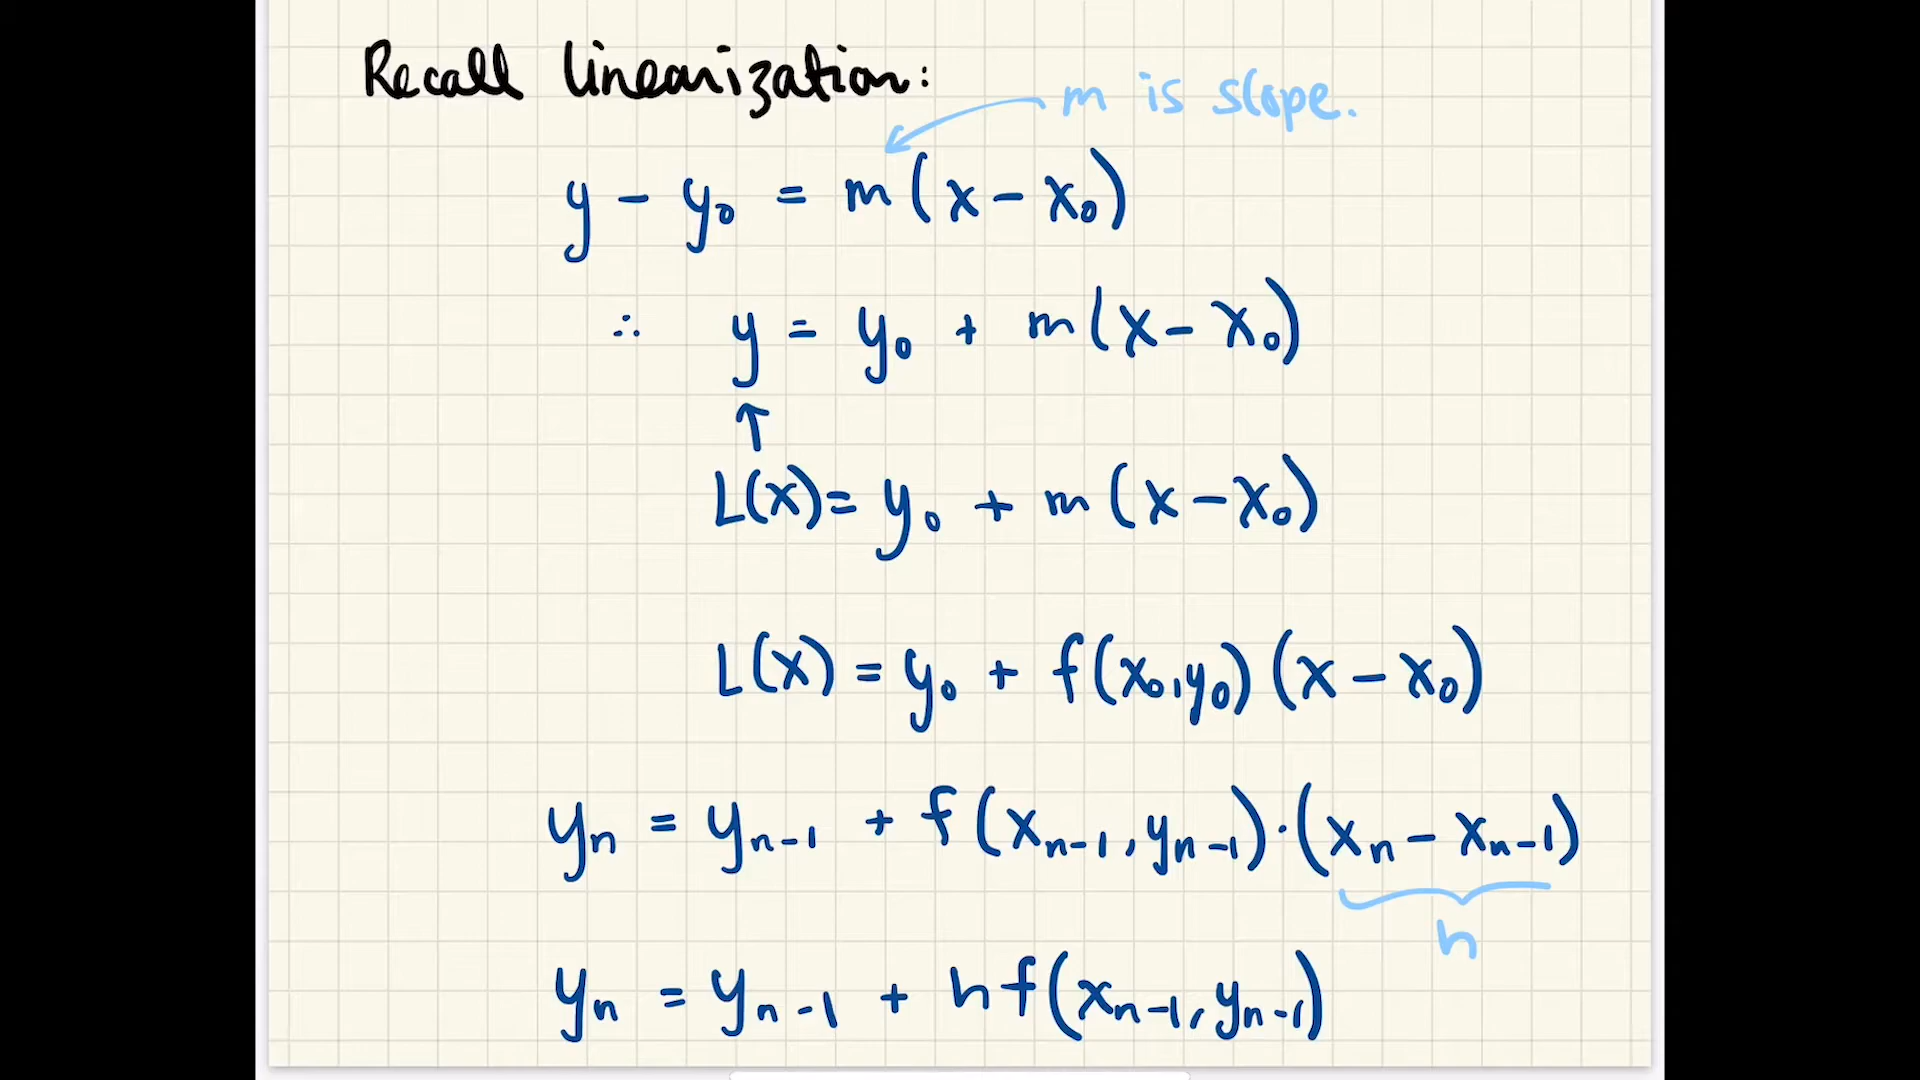 Recall linearization:
m is slope.
y - y₀ = m(x - x₀)
∴ y = y₀ + m(x - x₀)
↑
L(x) = y₀ + m(x - x₀)
L(x) = y₀ + f(x₀,y₀)(x - x₀)
yₙ = yₙ₋₁ + f(xₙ₋₁, yₙ₋₁)·(xₙ - xₙ₋₁)
h
yₙ = yₙ₋₁ + hf(xₙ₋₁, yₙ₋₁)